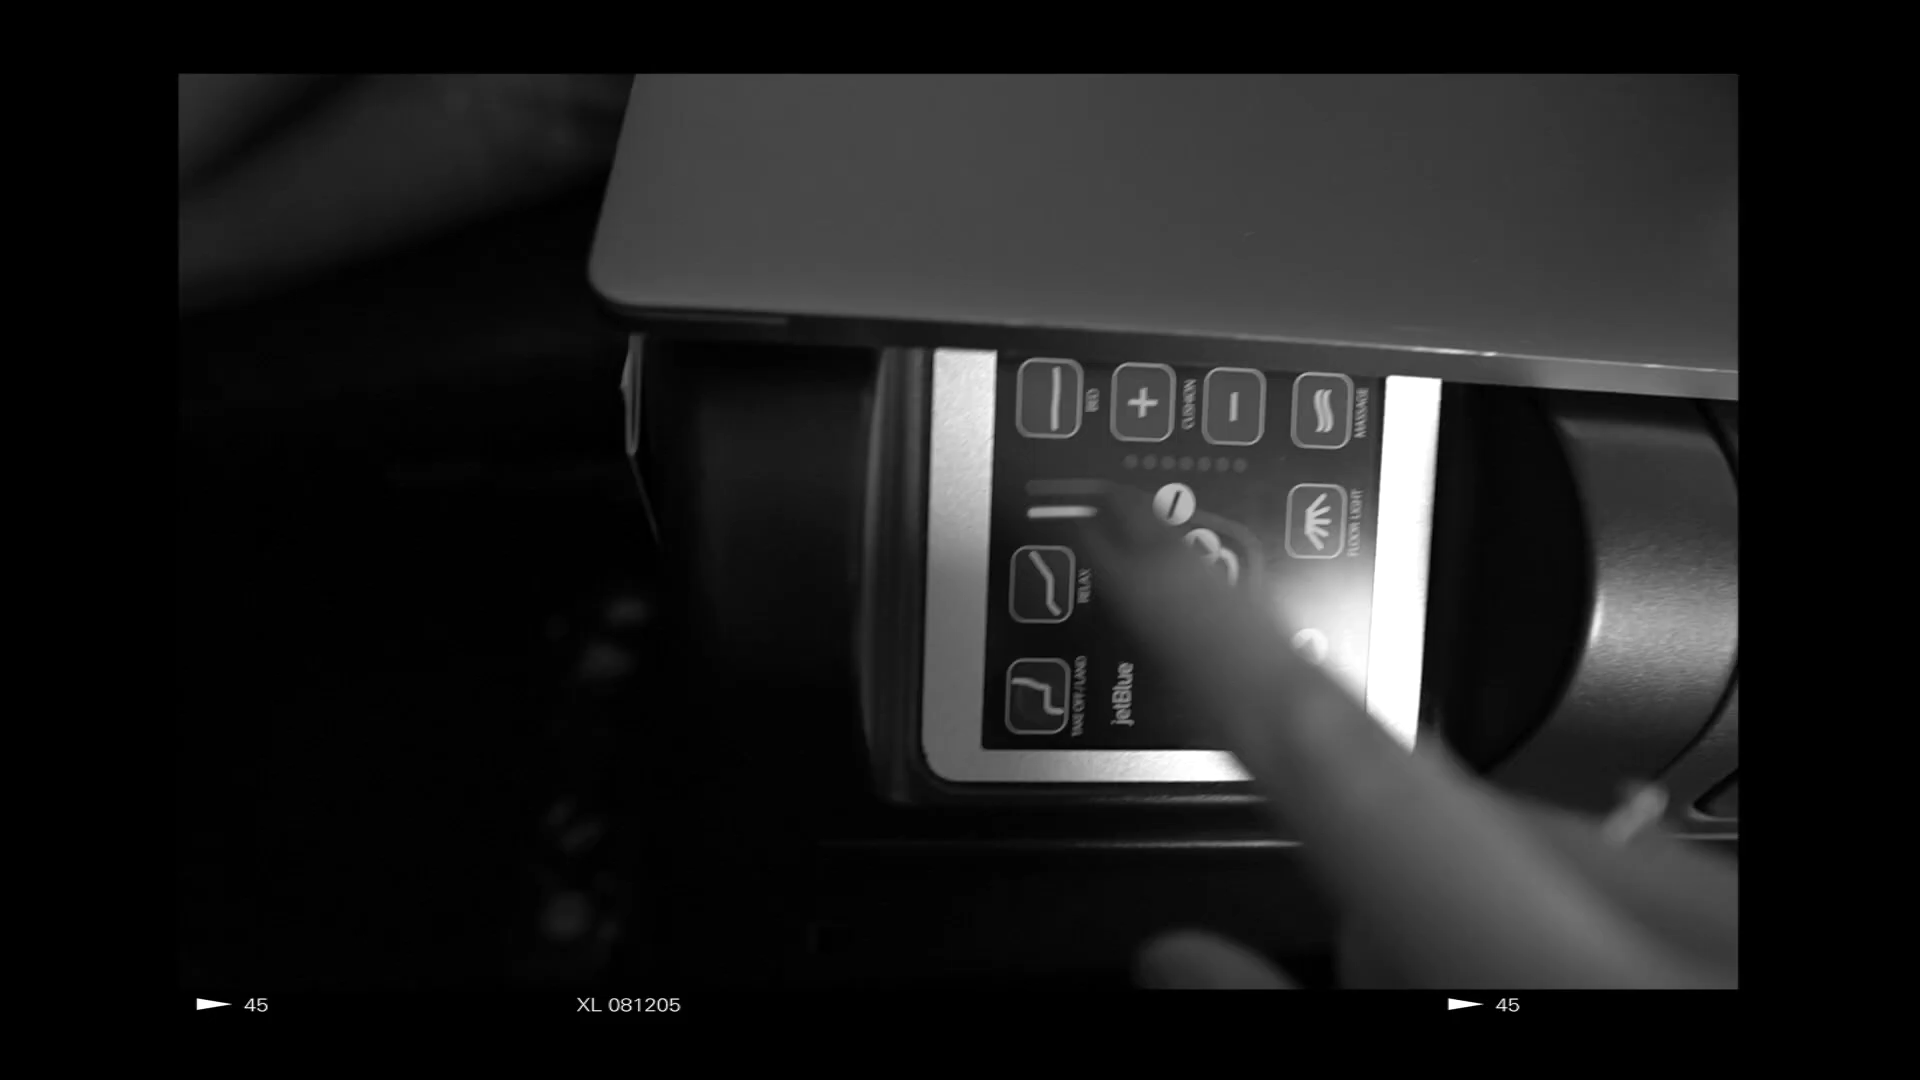 BED
CUSHION
MASSAGE
FLOOR LIGHT
RELAX
TAKE OFF/LAND
jetBlue
45
XL 081205
45